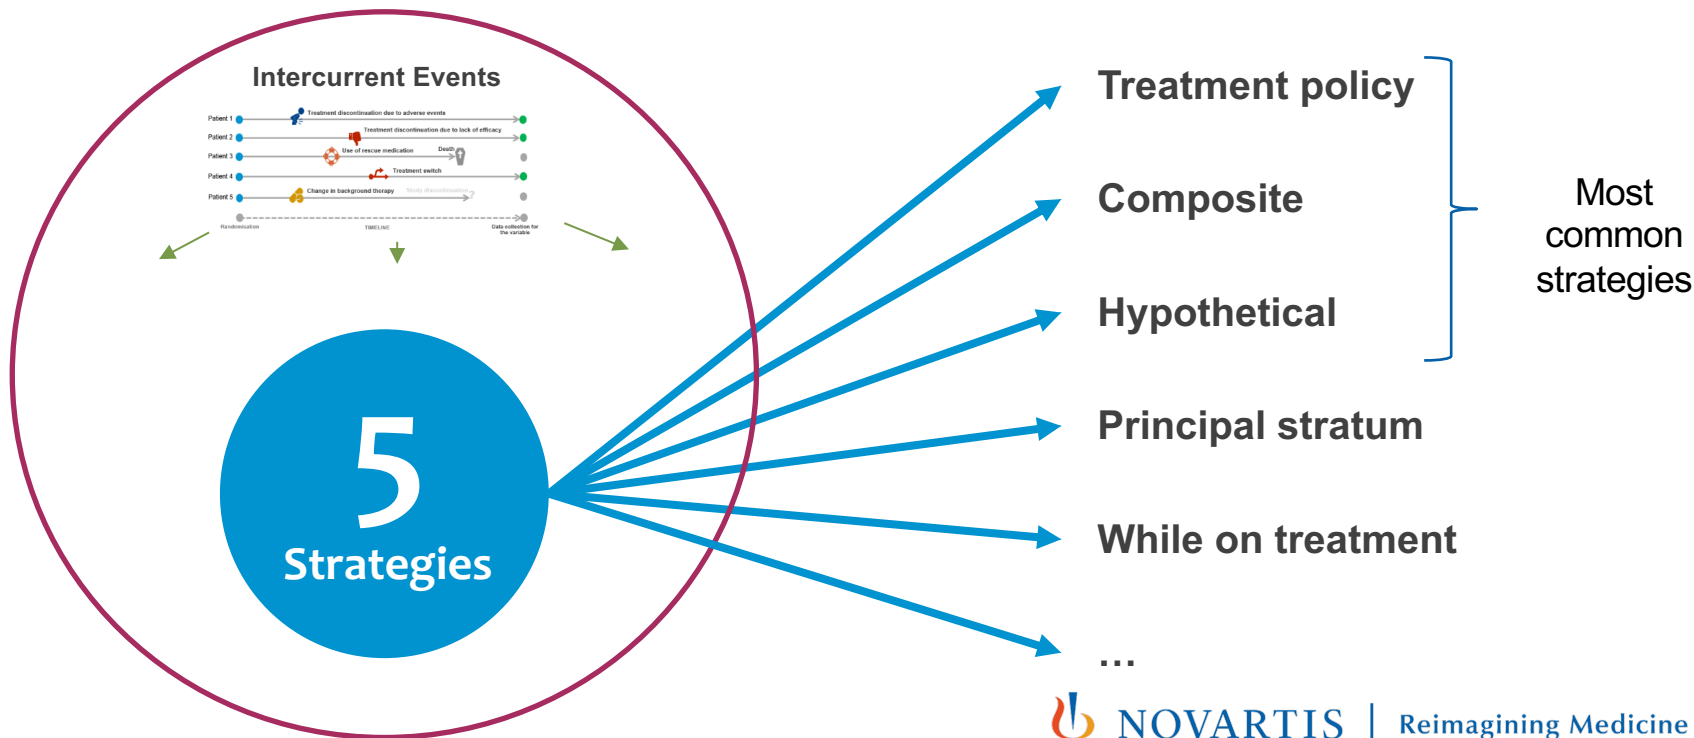 Intercurrent Events
Patient 1
Treatment discontinuation due to adverse events
Patient 2
Treatment discontinuation due to lack of efficacy
Patient 3
Use of rescue medication
Death
Patient 4
Treatment switch
Patient 5
Change in background therapy
Study discontinuation
?
Randomisation
TIMELINE
Data collection for
the variable
5
Strategies
Treatment policy
Composite
Hypothetical
Principal stratum
While on treatment
…
Most
common
strategies
NOVARTIS | Reimagining Medicine